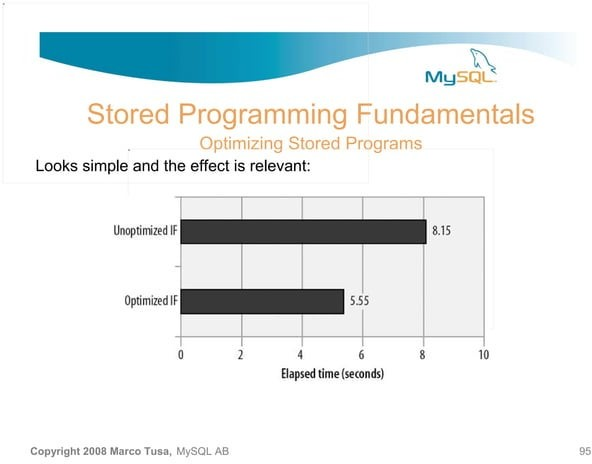 MySQL
Stored Programming Fundamentals
Optimizing Stored Programs
Looks simple and the effect is relevant:
Unoptimized IF 8.15
Optimized IF 5.55
0 2 4 6 8 10
Elapsed time (seconds)
Copyright 2008 Marco Tusa, MySQL AB 95